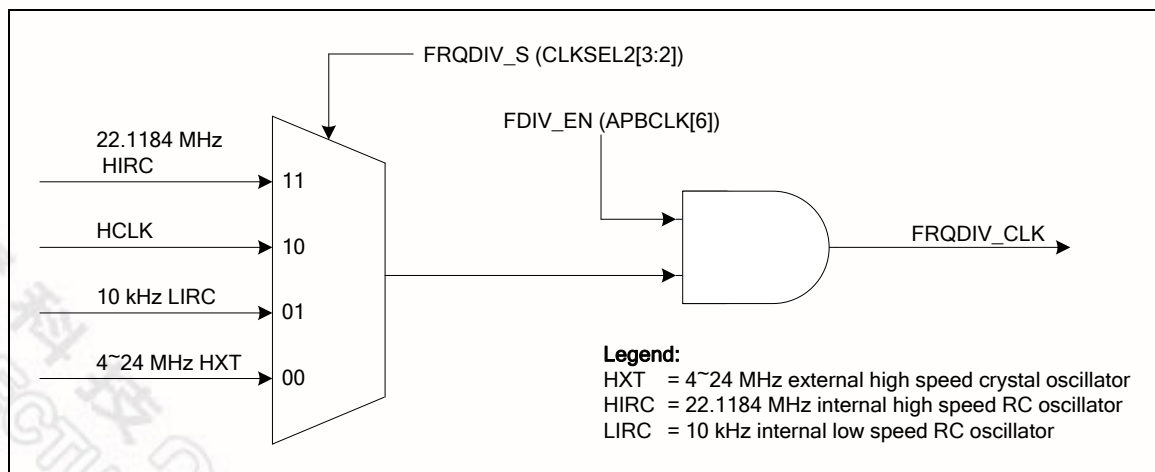 FRQDIV_S (CLKSEL2[3:2])
FDIV_EN (APBCLK[6])
22.1184 MHz
HIRC
11
HCLK
10
FRQDIV_CLK
10 kHz LIRC
01
4~24 MHz HXT
00
Legend:
HXT = 4~24 MHz external high speed crystal oscillator
HIRC = 22.1184 MHz internal high speed RC oscillator
LIRC = 10 kHz internal low speed RC oscillator
科技